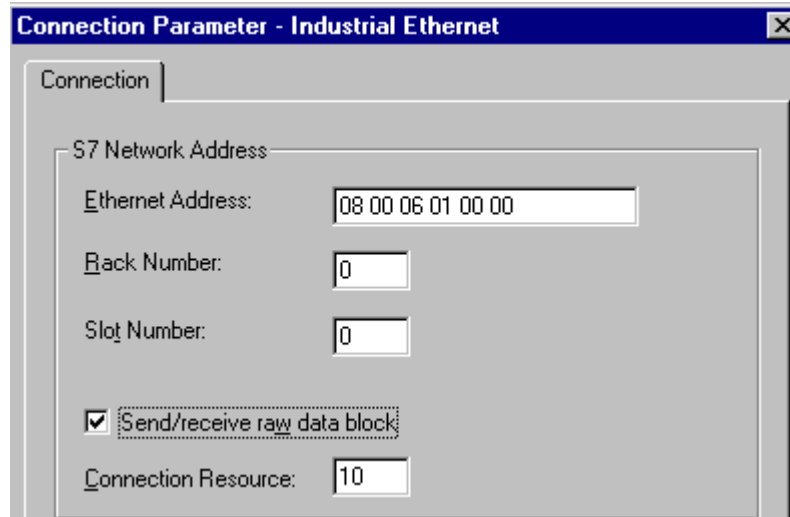 Connection Parameter - Industrial Ethernet
Connection
S7 Network Address
Ethernet Address: 08 00 06 01 00 00
Rack Number: 0
Slot Number: 0
Send/receive raw data block
Connection Resource: 10